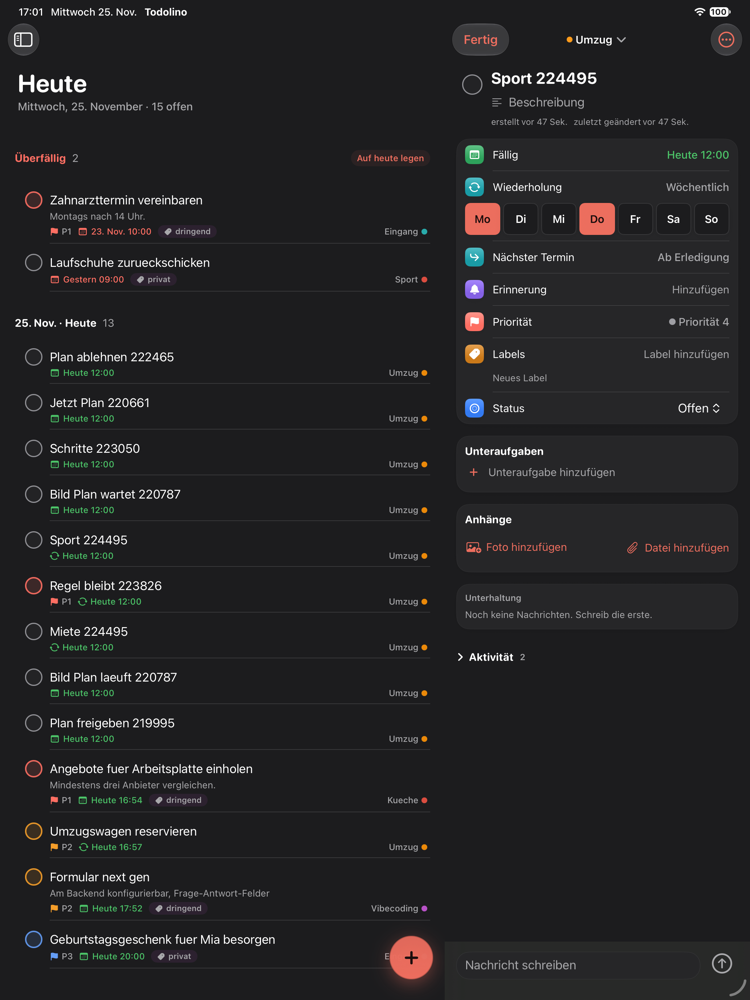 17:01 Mittwoch 25. Nov. Todolino
100
Heute
Mittwoch, 25. November · 15 offen
Überfällig 2
Auf heute legen
Zahnarzttermin vereinbaren
Montags nach 14 Uhr.
P1 23. Nov. 10:00 dringend Eingang
Laufschuhe zurueckschicken
Gestern 09:00 privat Sport
25. Nov. · Heute 13
Plan ablehnen 222465
Heute 12:00 Umzug
Jetzt Plan 220661
Heute 12:00 Umzug
Schritte 223050
Heute 12:00 Umzug
Bild Plan wartet 220787
Heute 12:00 Umzug
Sport 224495
Heute 12:00 Umzug
Regel bleibt 223826
P1 Heute 12:00 Umzug
Miete 224495
Heute 12:00 Umzug
Bild Plan laeuft 220787
Heute 12:00 Umzug
Plan freigeben 219995
Heute 12:00 Umzug
Angebote fuer Arbeitsplatte einholen
Mindestens drei Anbieter vergleichen.
P1 Heute 16:54 dringend Kueche
Umzugswagen reservieren
P2 Heute 16:57 Umzug
Formular next gen
Am Backend konfigurierbar, Frage-Antwort-Felder
P2 Heute 17:52 dringend Vibecoding
Geburtstagsgeschenk fuer Mia besorgen
P3 Heute 20:00 privat
Fertig
Umzug
Sport 224495
Beschreibung
erstellt vor 47 Sek. zuletzt geändert vor 47 Sek.
Fällig Heute 12:00
Wiederholung Wöchentlich
Mo Di Mi Do Fr Sa So
Nächster Termin Ab Erledigung
Erinnerung Hinzufügen
Priorität Priorität 4
Labels Label hinzufügen
Neues Label
Status Offen
Unteraufgaben
+ Unteraufgabe hinzufügen
Anhänge
Foto hinzufügen Datei hinzufügen
Unterhaltung
Noch keine Nachrichten. Schreib die erste.
Aktivität 2
Nachricht schreiben